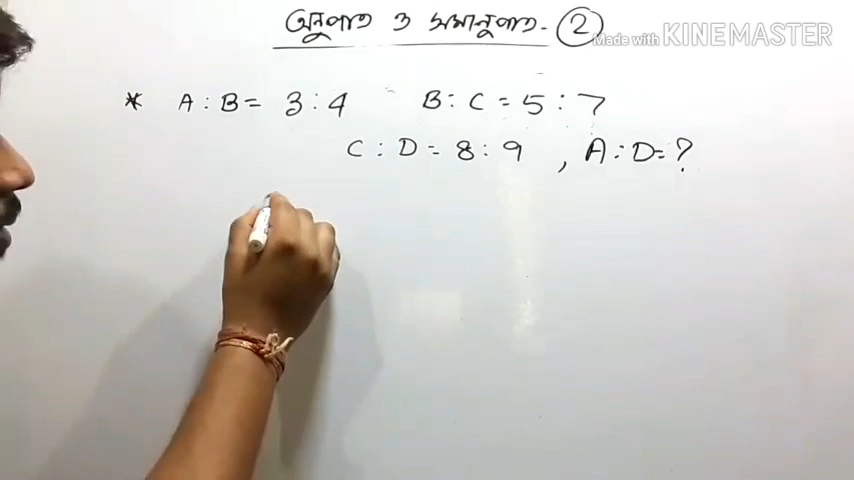 অনুপাত ও সমানুপাত - 2
Made with KINEMASTER
* A : B = 3 : 4 B : C = 5 : 7
C : D = 8 : 9 , A : D = ?